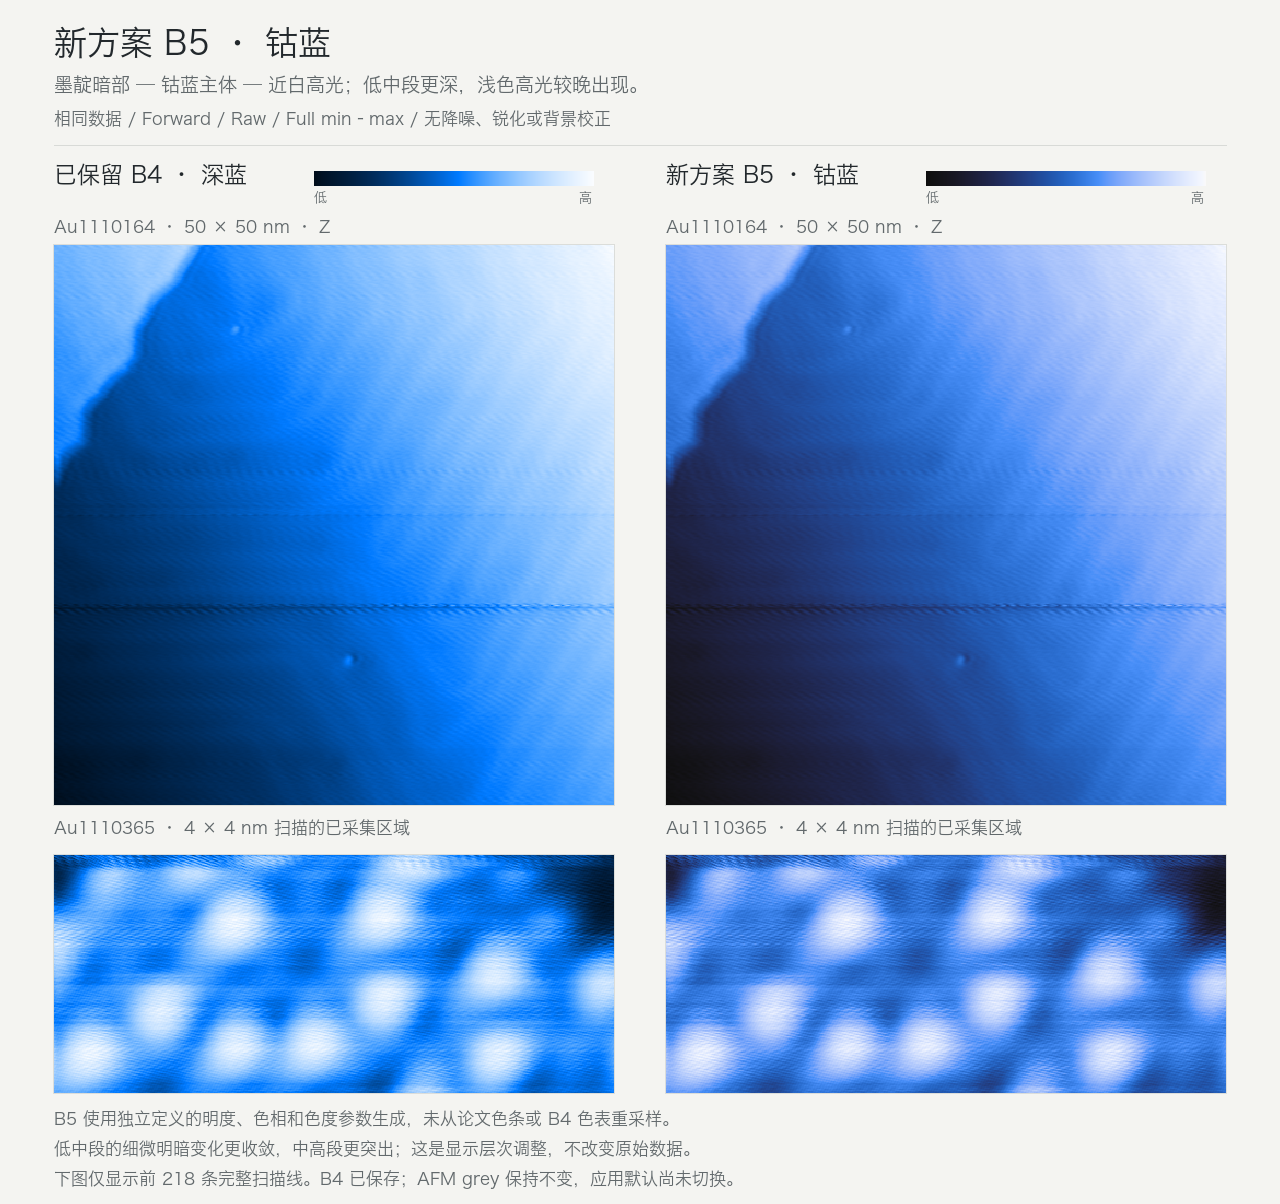 新方案 B5 · 钴蓝
墨靛暗部 — 钴蓝主体 — 近白高光；低中段更深，浅色高光较晚出现。
相同数据 / Forward / Raw / Full min - max / 无降噪、锐化或背景校正
已保留 B4 · 深蓝
低 高
新方案 B5 · 钴蓝
低 高
Au1110164 · 50 × 50 nm · Z
Au1110164 · 50 × 50 nm · Z
Au1110365 · 4 × 4 nm 扫描的已采集区域
Au1110365 · 4 × 4 nm 扫描的已采集区域
B5 使用独立定义的明度、色相和色度参数生成，未从论文色条或 B4 色表重采样。
低中段的细微明暗变化更收敛，中高段更突出；这是显示层次调整，不改变原始数据。
下图仅显示前 218 条完整扫描线。B4 已保存；AFM grey 保持不变，应用默认尚未切换。